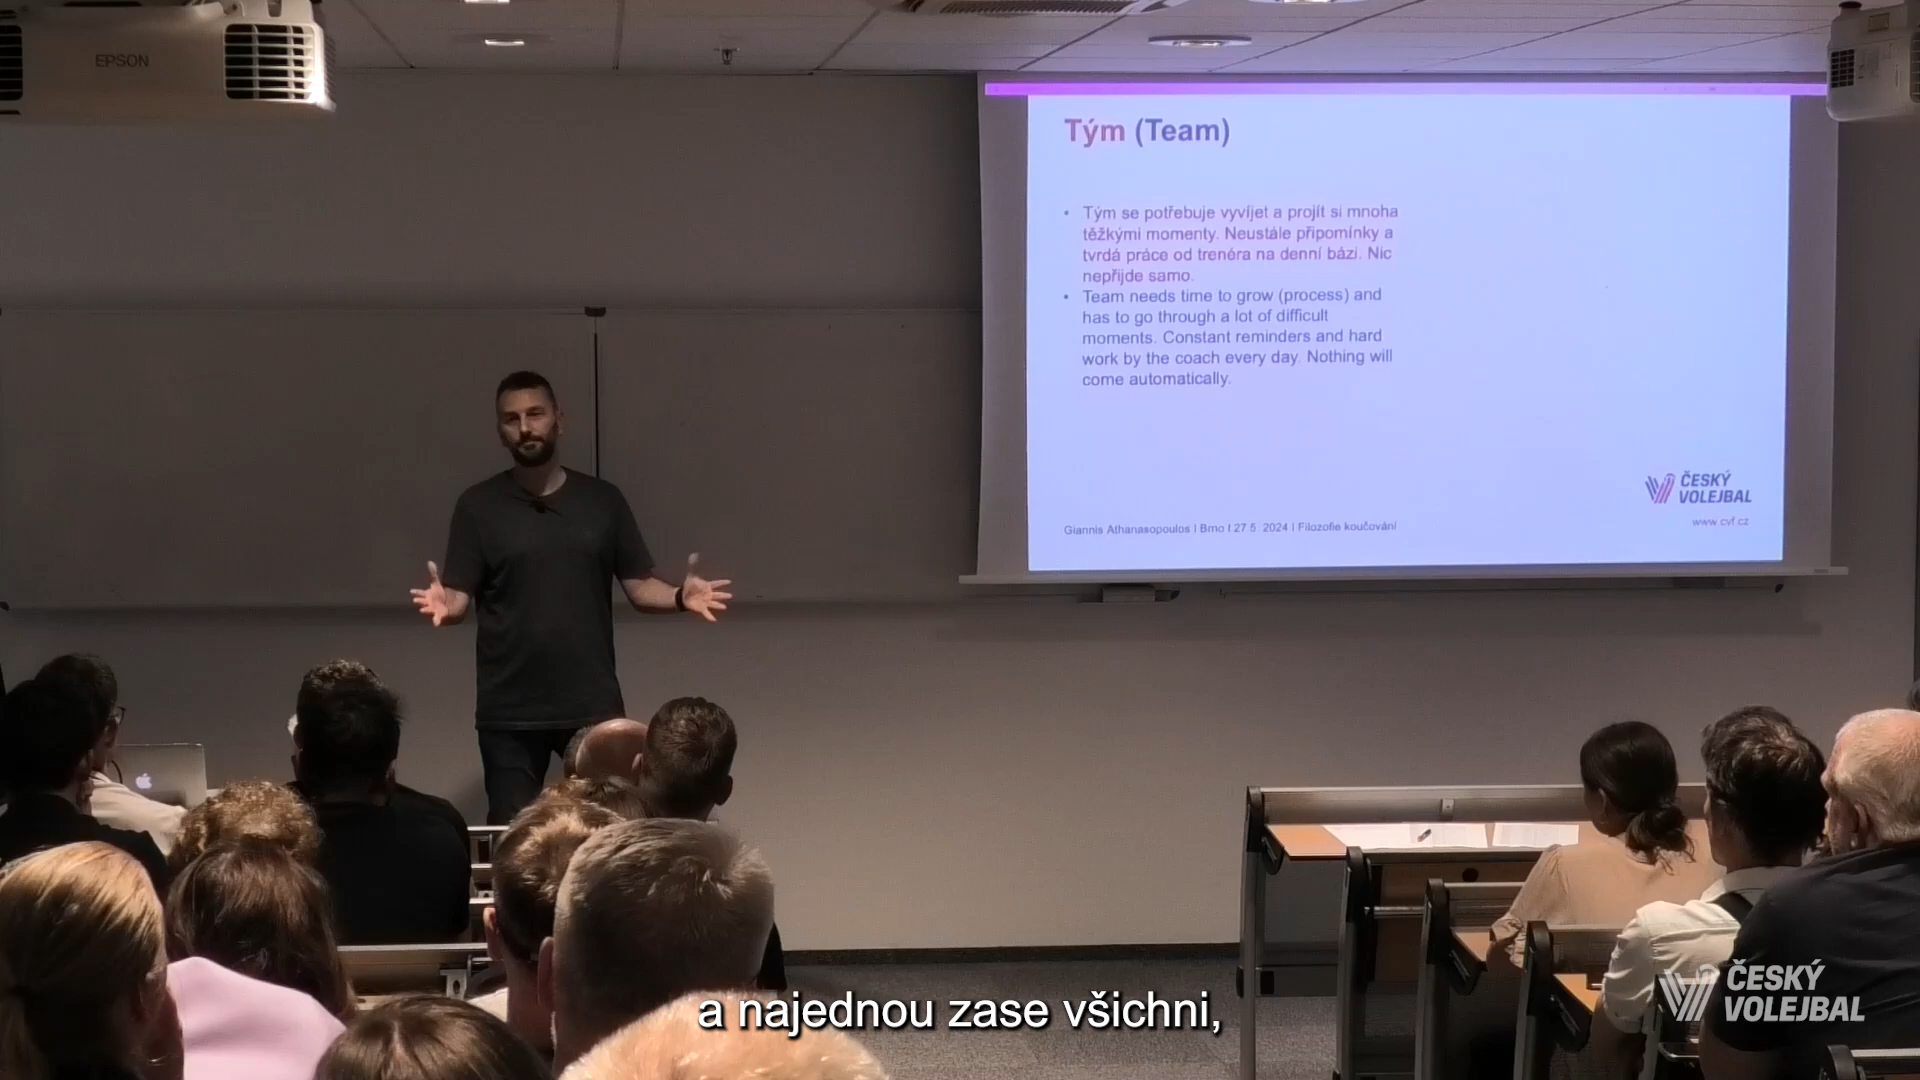 EPSON
Tým (Team)
• Tým se potřebuje vyvíjet a projít si mnoha
těžkými momenty. Neustále připomínky a
tvrdá práce od trenéra na denní bázi. Nic
nepřijde samo.
• Team needs time to grow (process) and
has to go through a lot of difficult
moments. Constant reminders and hard
work by the coach every day. Nothing will
come automatically.
ČESKÝ
VOLEJBAL
www.cvf.cz
Giannis Athanasopoulos I Brno I 27.5. 2024 I Filozofie koučování
a najednou zase všichni,
ČESKÝ
VOLEJBAL